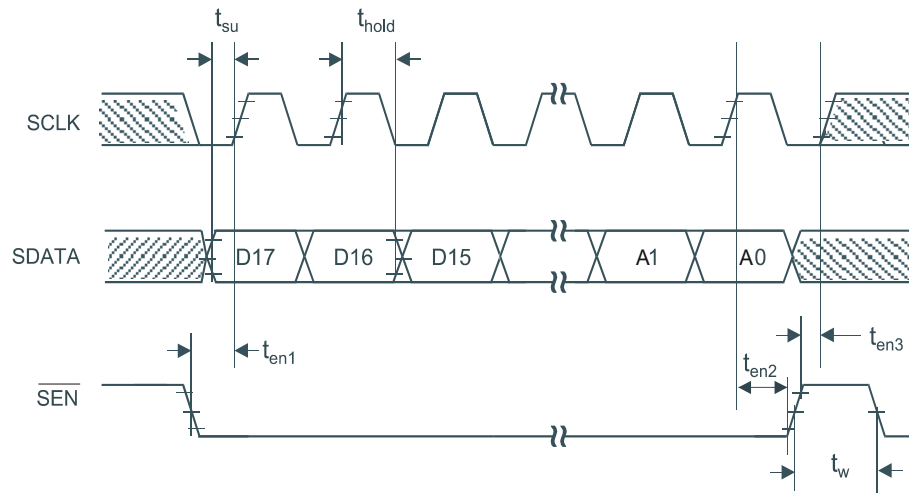 tsu
thold
SCLK
SDATA
D17 D16 D15 A1 A0
ten1
ten2
ten3
SEN
tw